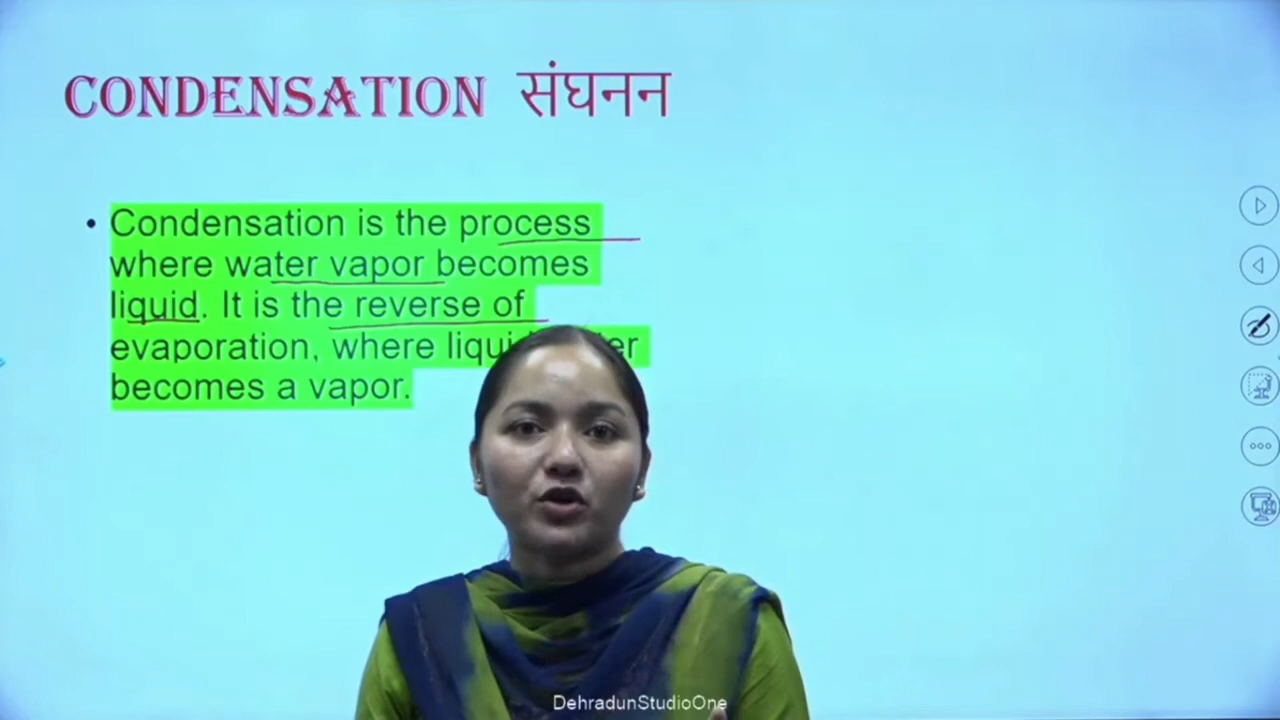 CONDENSATION संघनन
• Condensation is the process
where water vapor becomes
liquid. It is the reverse of
evaporation, where
becomes a vapor.
DehradunStudioOne